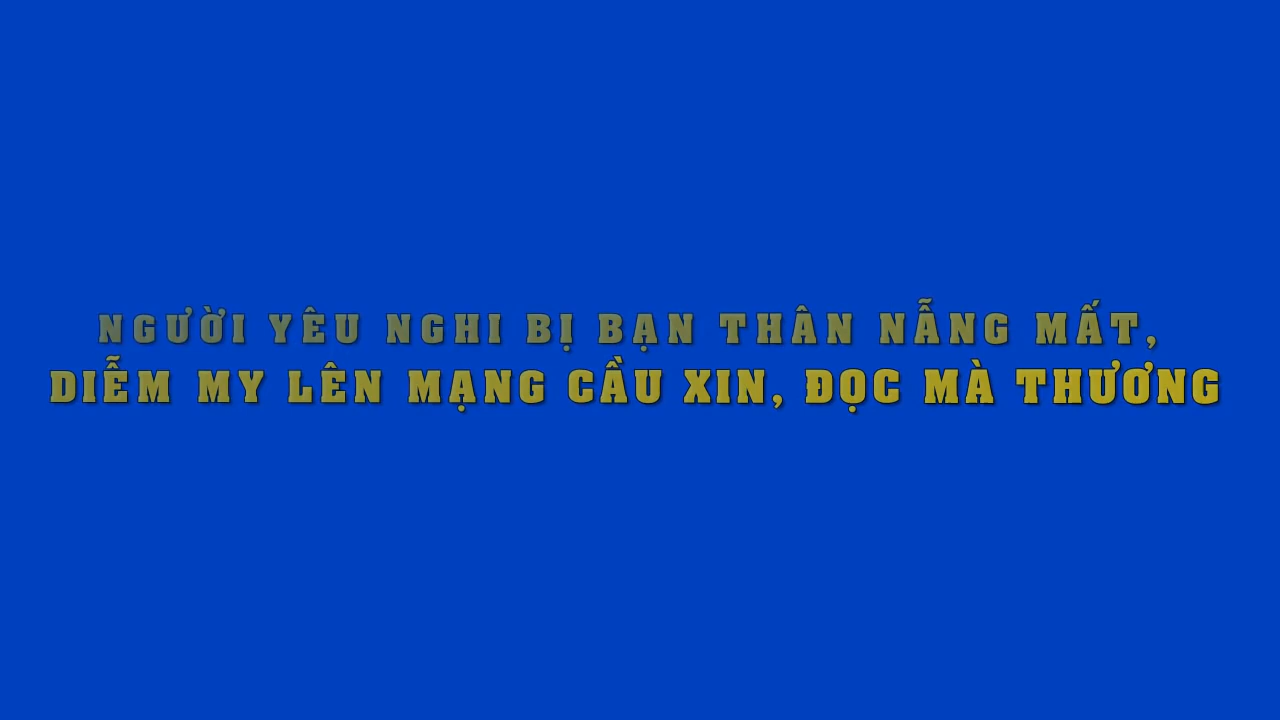 NGƯỜI YÊU NGHI BỊ BẠN THÂN NẪNG MẤT,
DIỄM MY LÊN MẠNG CẦU XIN, ĐỌC MÀ THƯƠNG